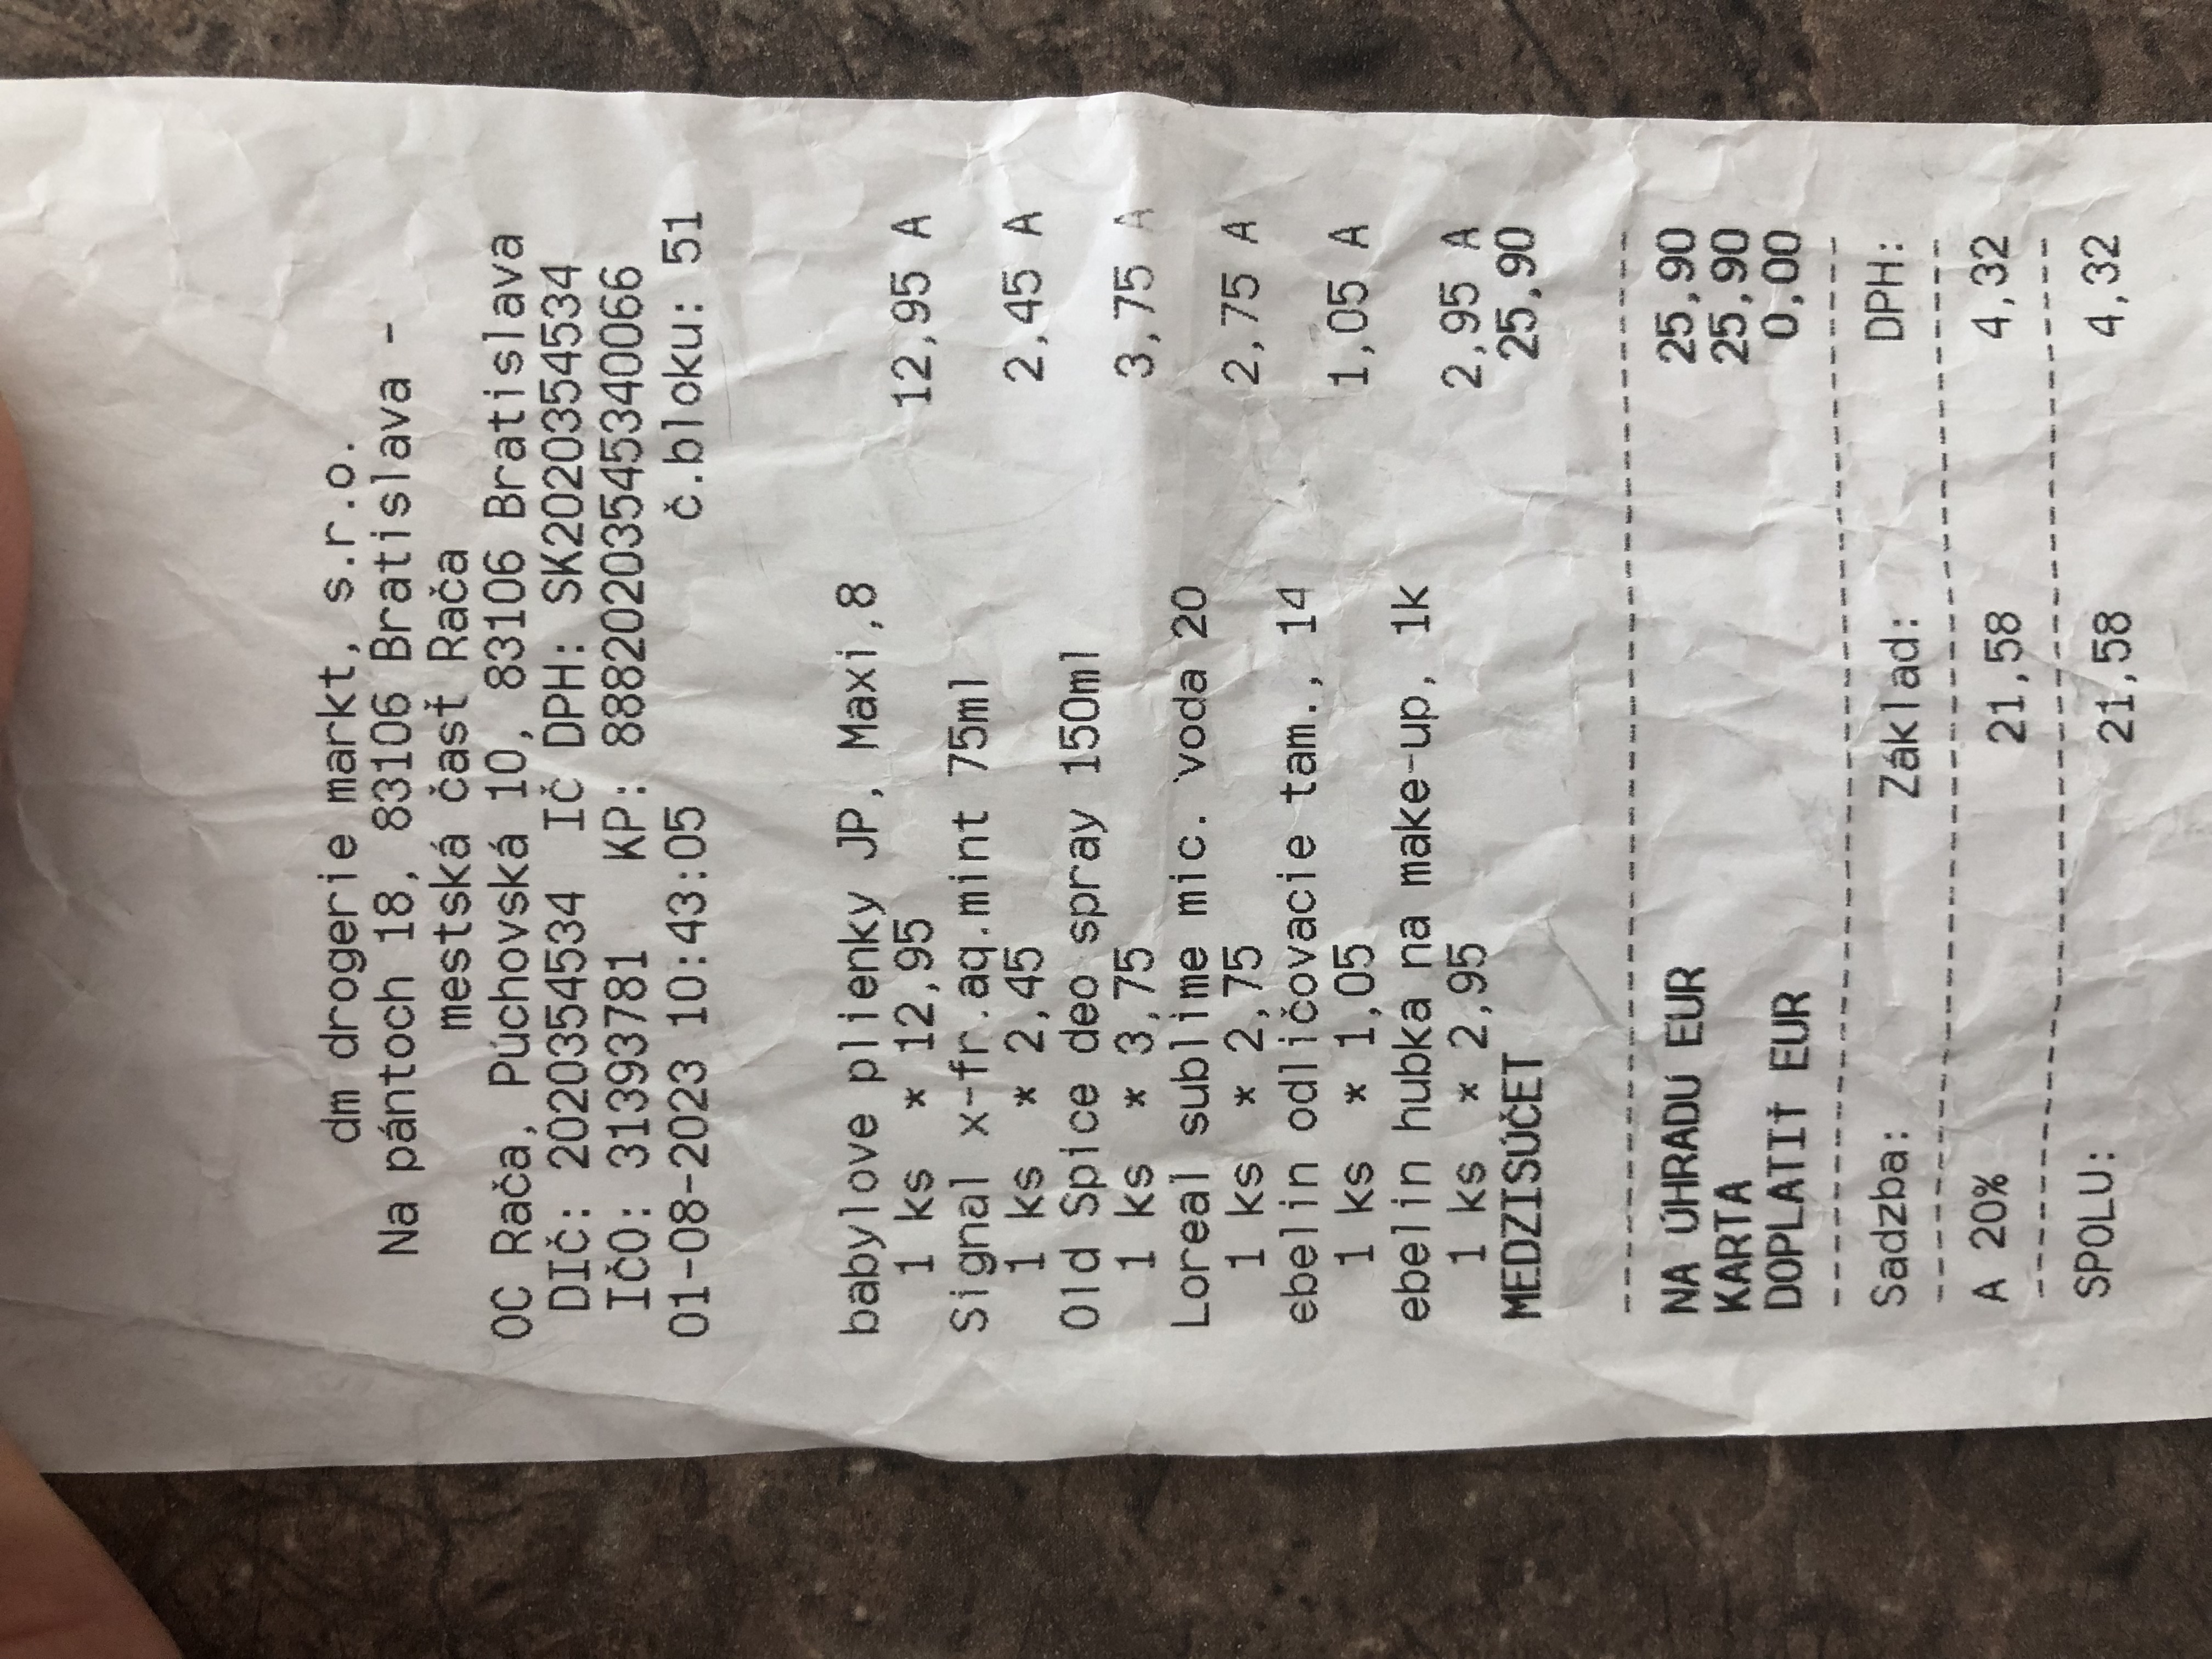 dm drogerie markt, s.r.o.
Na pántoch 18, 83106 Bratislava -
mestská časť Rača
OC Rača, Púchovská 10, 83106 Bratislava
DIČ: 2020354534 IČ DPH: SK2020354534
IČO: 31393781 KP: 88820203545340066
01-08-2023 10:43:05 č.bloku: 51
babylove plienky JP, Maxi,8
1 ks * 12,95 12,95 A
Signal x-fr.aq.mint 75ml
1 ks * 2,45 2,45 A
Old Spice deo spray 150ml
1 ks * 3,75 3,75 A
Loreal sublime mic. voda 20
1 ks * 2,75 2,75 A
ebelin odličovacie tam., 14
1 ks * 1,05 1,05 A
ebelin hubka na make-up, 1k
1 ks * 2,95 2,95 A
MEDZISÚČET 25,90
NA ÚHRADU EUR 25,90
KARTA 25,90
DOPLATIŤ EUR 0,00
Sadzba: Základ: DPH:
A 20% 21,58 4,32
SPOLU: 21,58 4,32